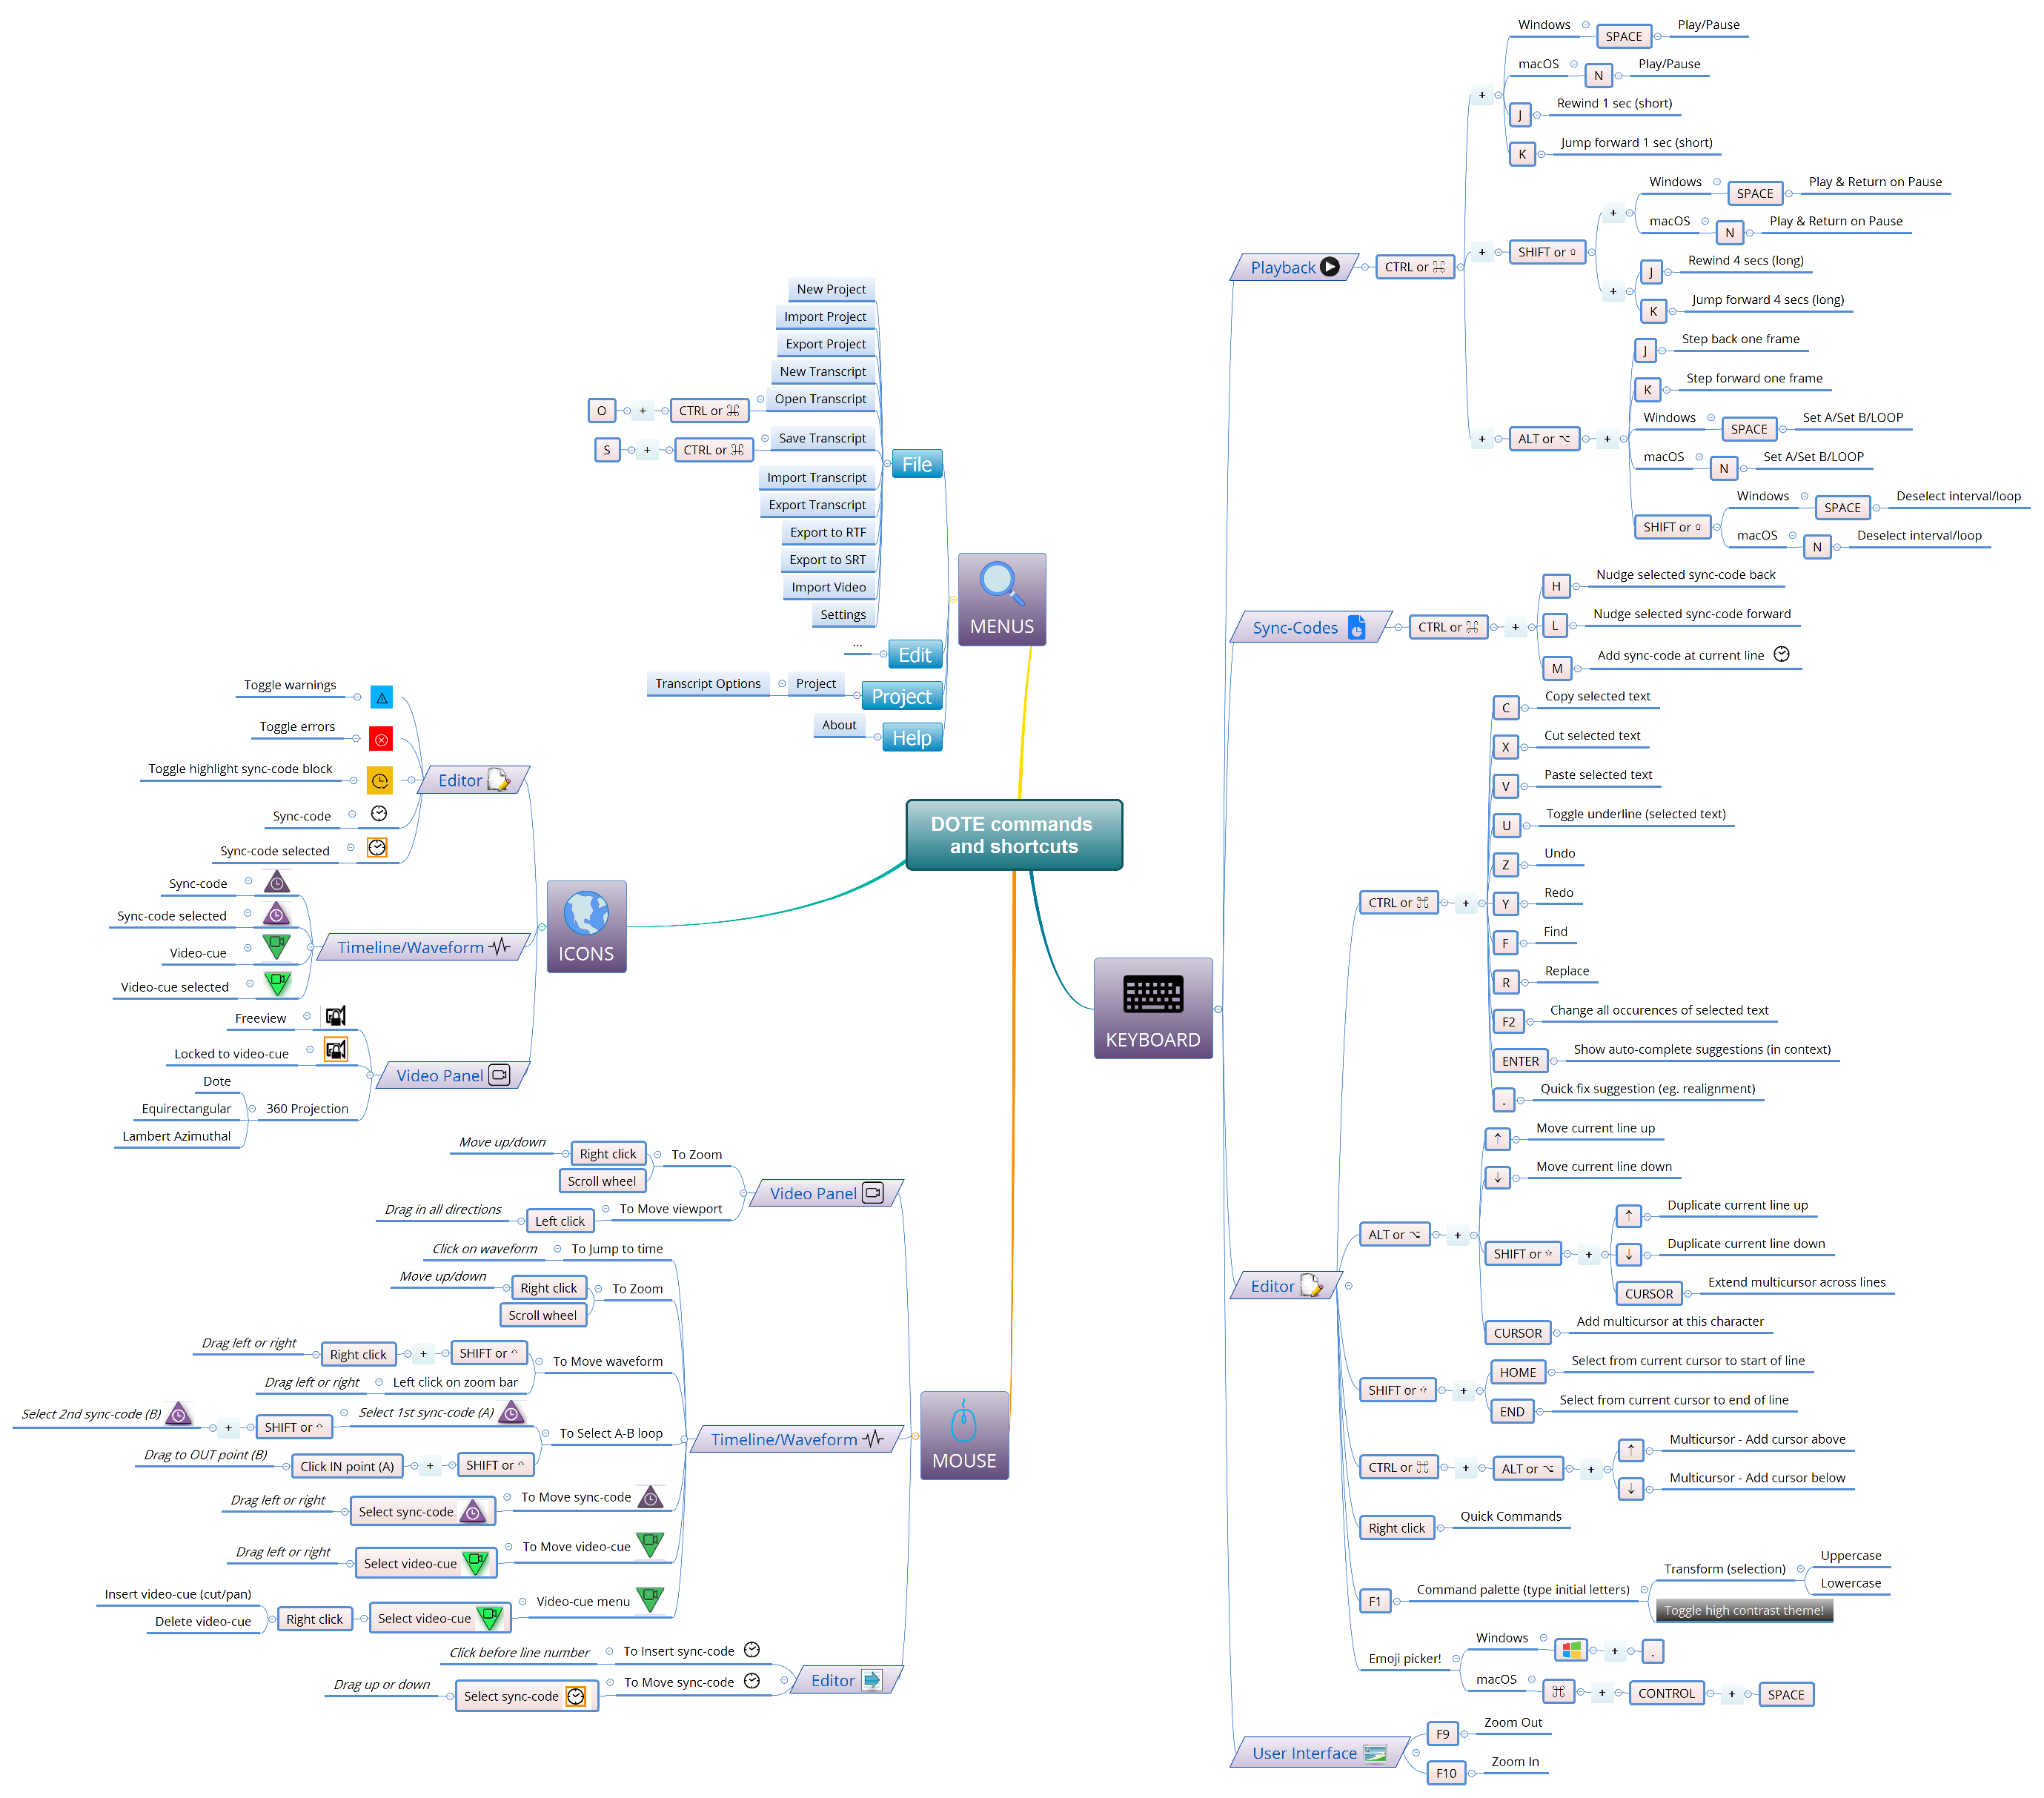 DOTE commands
and shortcuts
MENUS
File
New Project
Import Project
Export Project
New Transcript
Open Transcript
CTRL or ⌘
+
O
Save Transcript
CTRL or ⌘
+
S
Import Transcript
Export Transcript
Export to RTF
Export to SRT
Import Video
Settings
Edit
...
Project
Project
Transcript Options
Help
About
ICONS
Editor
Toggle warnings
Toggle errors
Toggle highlight sync-code block
Sync-code
Sync-code selected
Timeline/Waveform
Sync-code
Sync-code selected
Video-cue
Video-cue selected
Video Panel
Freeview
Locked to video-cue
360 Projection
Dote
Equirectangular
Lambert Azimuthal
MOUSE
Video Panel
To Zoom
Right click
Move up/down
Scroll wheel
To Move viewport
Left click
Drag in all directions
Timeline/Waveform
To Jump to time
Click on waveform
To Zoom
Right click
Move up/down
Scroll wheel
To Move waveform
SHIFT or ⌃
+
Right click
Drag left or right
Left click on zoom bar
Drag left or right
To Select A-B loop
Select 1st sync-code (A)
SHIFT or ⌃
+
Select 2nd sync-code (B)
SHIFT or ⌃
+
Click IN point (A)
Drag to OUT point (B)
To Move sync-code
Select sync-code
Drag left or right
To Move video-cue
Select video-cue
Drag left or right
Video-cue menu
Select video-cue
Right click
Insert video-cue (cut/pan)
Delete video-cue
Editor
To Insert sync-code
Click before line number
To Move sync-code
Select sync-code
Drag up or down
KEYBOARD
Playback
CTRL or ⌘
+
Windows
SPACE
Play/Pause
macOS
N
Play/Pause
J
Rewind 1 sec (short)
K
Jump forward 1 sec (short)
+
SHIFT or ⇧
+
Windows
SPACE
Play & Return on Pause
macOS
N
Play & Return on Pause
+
J
Rewind 4 secs (long)
K
Jump forward 4 secs (long)
+
ALT or ⌥
+
J
Step back one frame
K
Step forward one frame
Windows
SPACE
Set A/Set B/LOOP
macOS
N
Set A/Set B/LOOP
SHIFT or ⇧
Windows
SPACE
Deselect interval/loop
macOS
N
Deselect interval/loop
Sync-Codes
CTRL or ⌘
+
H
Nudge selected sync-code back
L
Nudge selected sync-code forward
M
Add sync-code at current line
Editor
CTRL or ⌘
+
C
Copy selected text
X
Cut selected text
V
Paste selected text
U
Toggle underline (selected text)
Z
Undo
Y
Redo
F
Find
R
Replace
F2
Change all occurences of selected text
ENTER
Show auto-complete suggestions (in context)
.
Quick fix suggestion (eg. realignment)
ALT or ⌥
+
↑
Move current line up
↓
Move current line down
SHIFT or ⇧
+
↑
Duplicate current line up
↓
Duplicate current line down
CURSOR
Extend multicursor across lines
CURSOR
Add multicursor at this character
SHIFT or ⇧
+
HOME
Select from current cursor to start of line
END
Select from current cursor to end of line
CTRL or ⌘
+
ALT or ⌥
+
↑
Multicursor - Add cursor above
↓
Multicursor - Add cursor below
Right click
Quick Commands
F1
Command palette (type initial letters)
Transform (selection)
Uppercase
Lowercase
Toggle high contrast theme!
Emoji picker!
Windows
+
.
macOS
⌘
+
CONTROL
+
SPACE
User Interface
F9
Zoom Out
F10
Zoom In